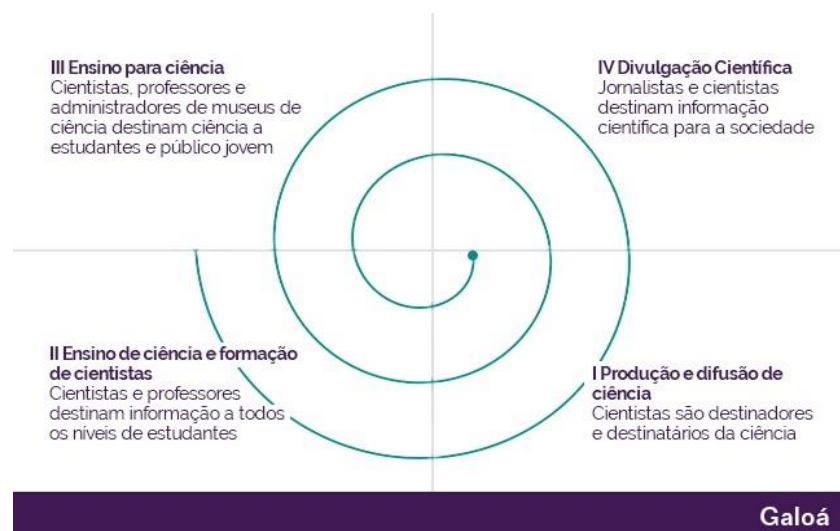 III Ensino para ciência
Cientistas, professores e
administradores de museus de
ciência destinam ciência a
estudantes e público jovem
IV Divulgação Científica
Jornalistas e cientistas
destinam informação
científica para a sociedade
II Ensino de ciência e formação
de cientistas
Cientistas e professores
destinam informação a todos
os níveis de estudantes
I Produção e difusão de
ciência
Cientistas são destinadores
e destinatários da ciência
Galoá